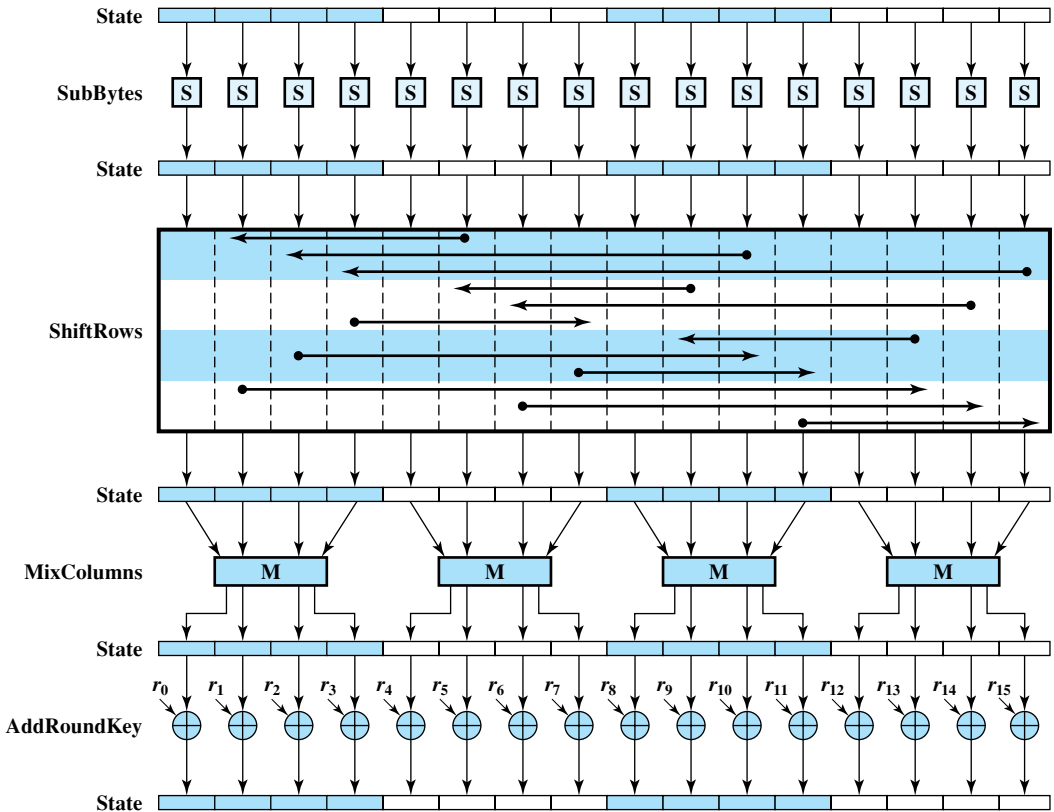 State
SubBytes S S S S S S S S S S S S S S S S
State
ShiftRows
State
MixColumns M M M M
State
r0 r1 r2 r3 r4 r5 r6 r7 r8 r9 r10 r11 r12 r13 r14 r15
AddRoundKey
State